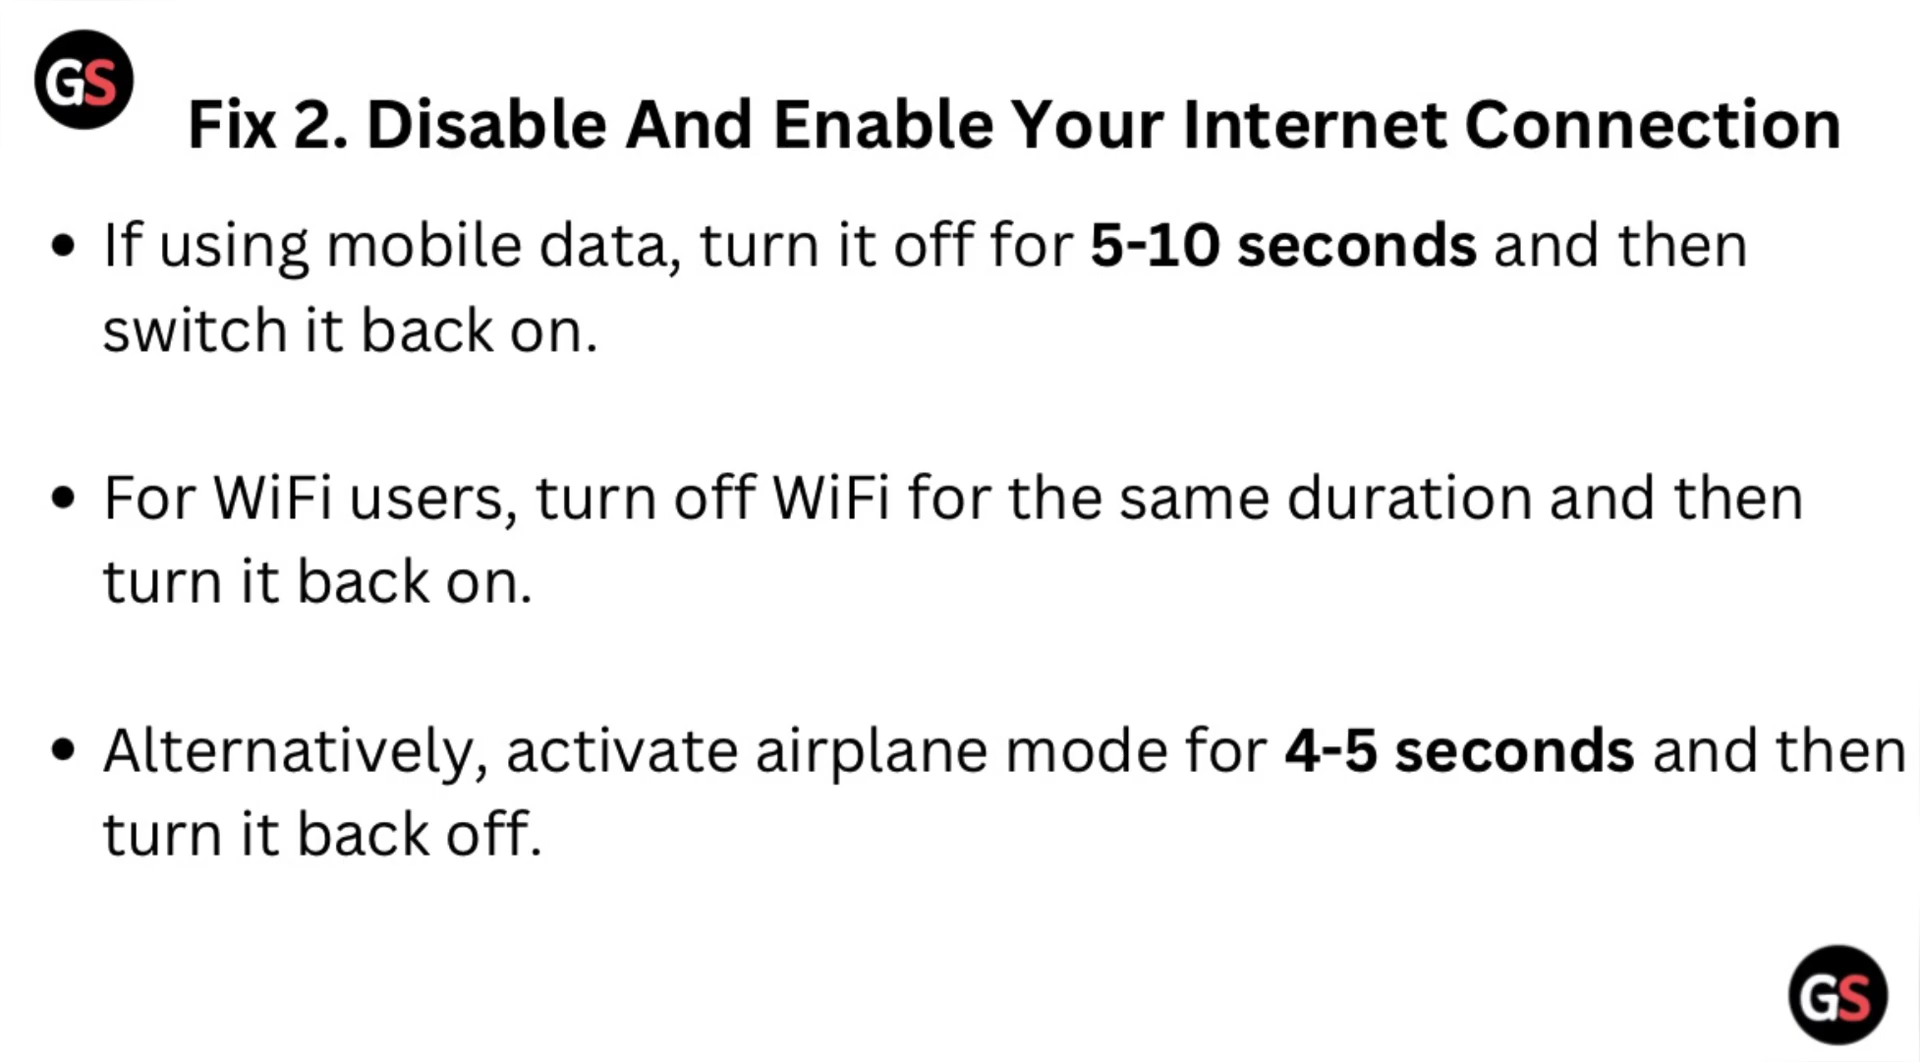 GS
Fix 2. Disable And Enable Your Internet Connection
• If using mobile data, turn it off for 5-10 seconds and then
switch it back on.
• For WiFi users, turn off WiFi for the same duration and then
turn it back on.
• Alternatively, activate airplane mode for 4-5 seconds and then
turn it back off.
GS